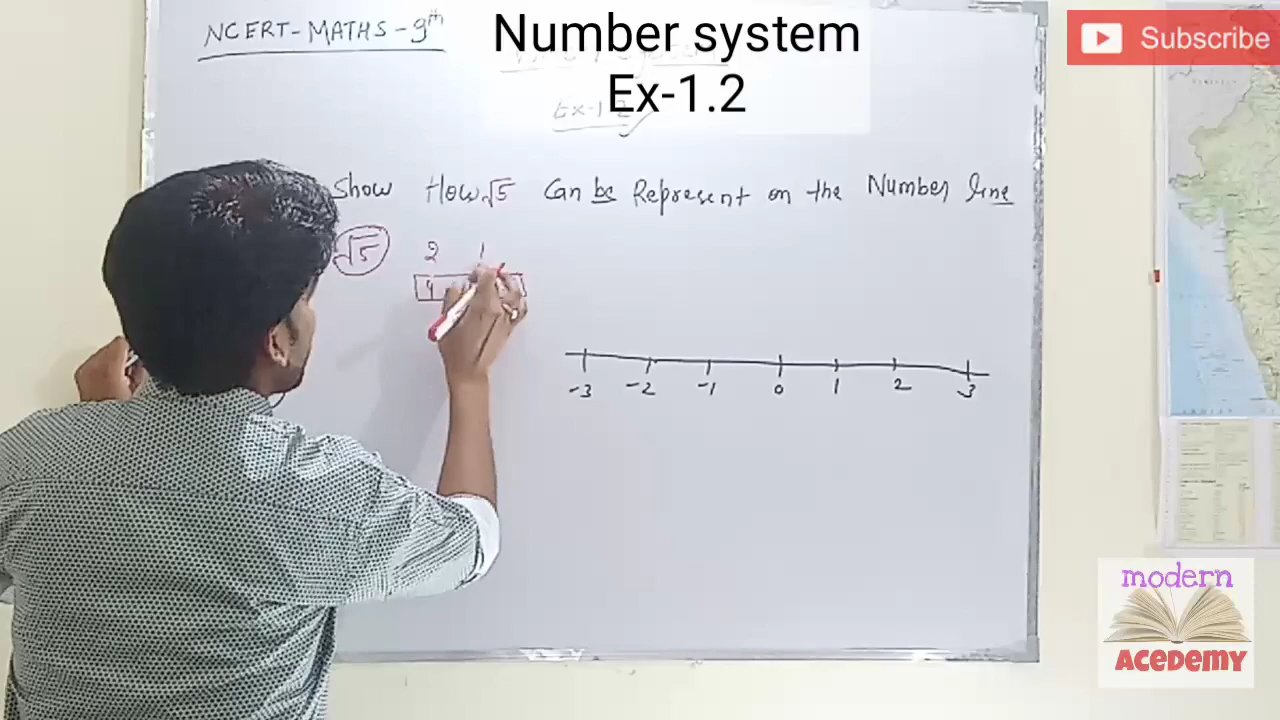 NCERT-MATHS-9th
Number system
Subscribe
Ex-1.2
Show How √5 Can be Represent on the Number line
√5 2 1
4
-3 -2 -1 0 1 2 3
modern
ACEDEMY